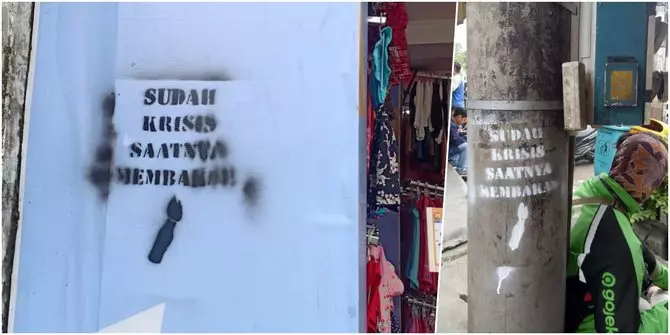 SUDAH
KRISIS
SAATNYA
MEMBAKAR
SUDAH
KRISIS
SAATNYA
MEMBAKAR
gojek